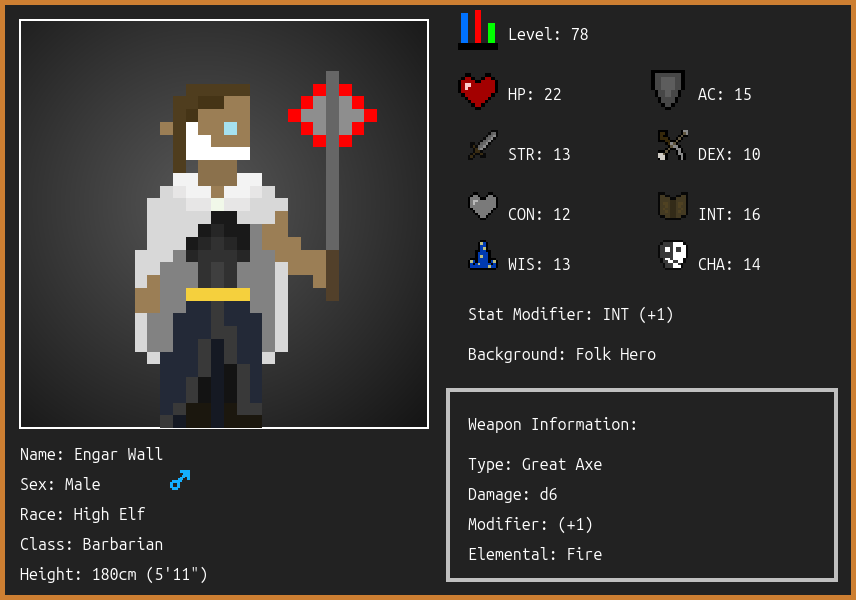 Level: 78
HP: 22
AC: 15
STR: 13
DEX: 10
CON: 12
INT: 16
WIS: 13
CHA: 14
Stat Modifier: INT (+1)
Background: Folk Hero
Weapon Information:
Type: Great Axe
Damage: d6
Modifier: (+1)
Elemental: Fire
Name: Engar Wall
Sex: Male
Race: High Elf
Class: Barbarian
Height: 180cm (5'11")